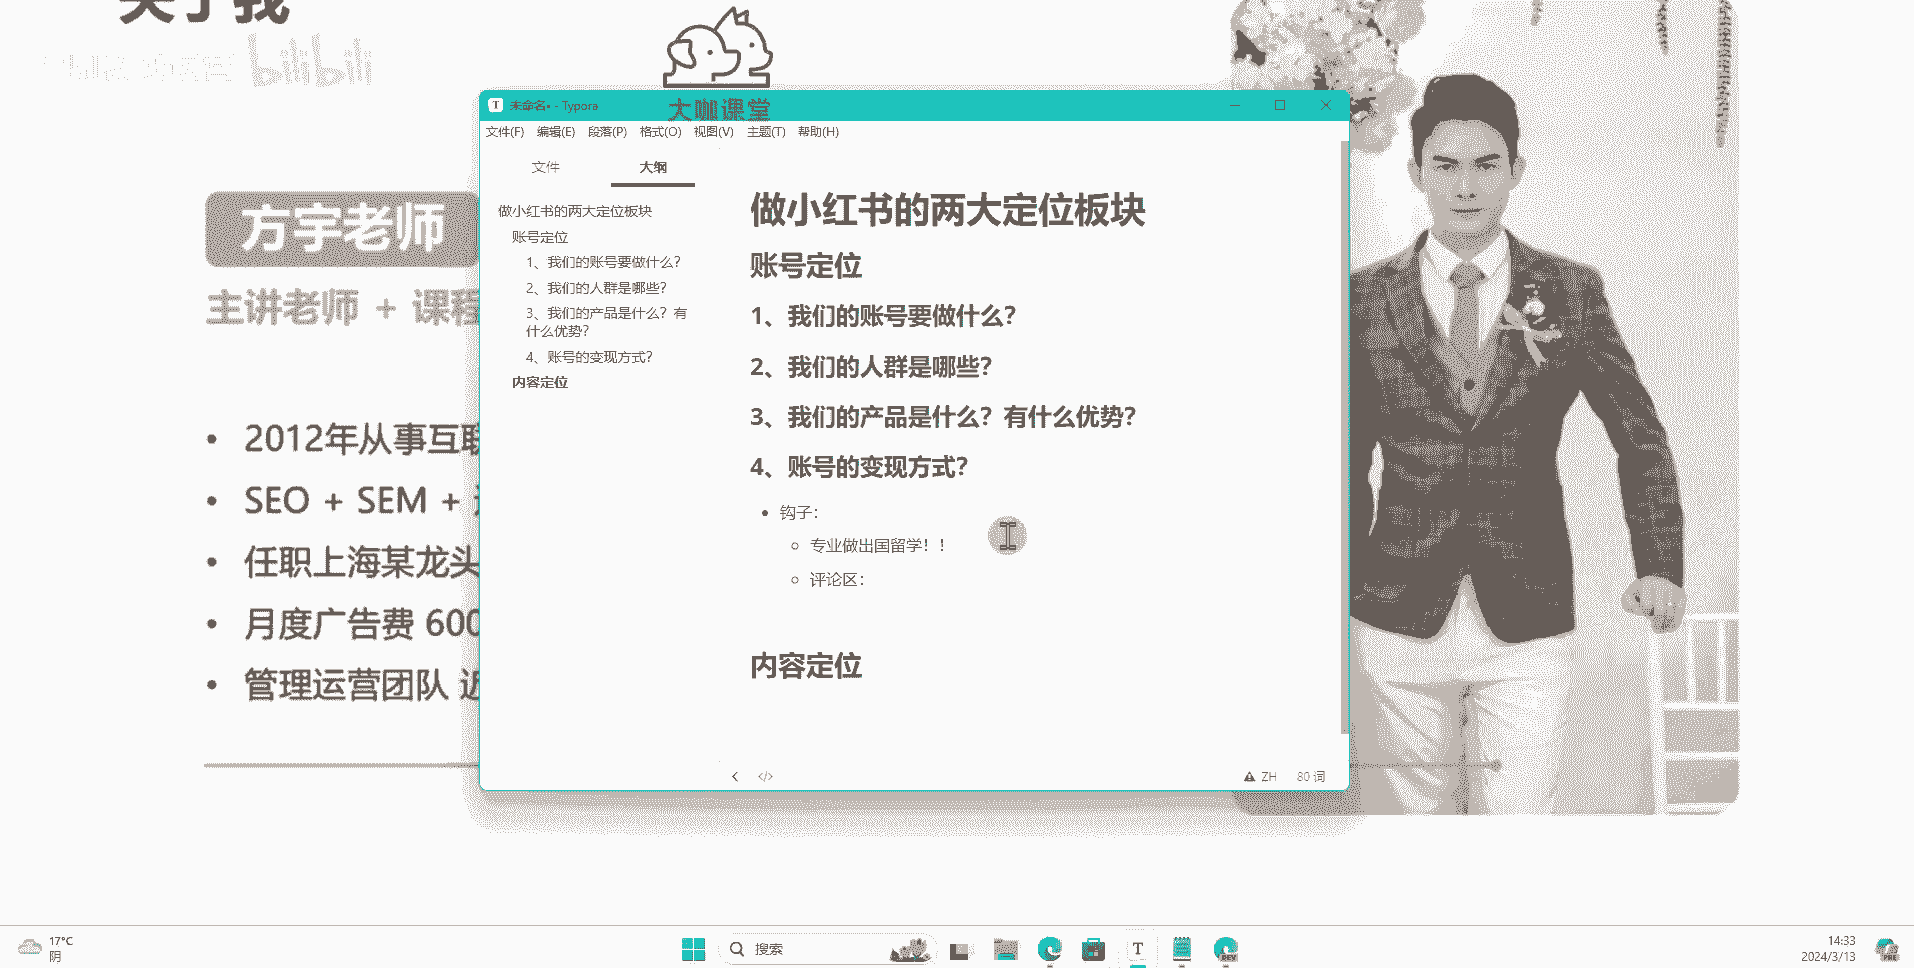 关于我
bilibili
大咖课堂
方宇老师
主讲老师 + 课程
2012年从事互联
SEO + SEM +
任职上海某龙头
月度广告费 600
管理运营团队 近
T 未命名• - Typora
文件(F) 编辑(E) 段落(P) 格式(O) 视图(V) 主题(T) 帮助(H)
文件 大纲
做小红书的两大定位板块
账号定位
1、我们的账号要做什么?
2、我们的人群是哪些?
3、我们的产品是什么? 有
什么优势?
4、账号的变现方式?
内容定位
做小红书的两大定位板块
账号定位
1、我们的账号要做什么?
2、我们的人群是哪些?
3、我们的产品是什么? 有什么优势?
4、账号的变现方式?
钩子:
专业做出国留学! !
评论区:
内容定位
</> ZH 80 词
17°C
阴
搜索
T
DEV
14:33
2024/3/13
PRE